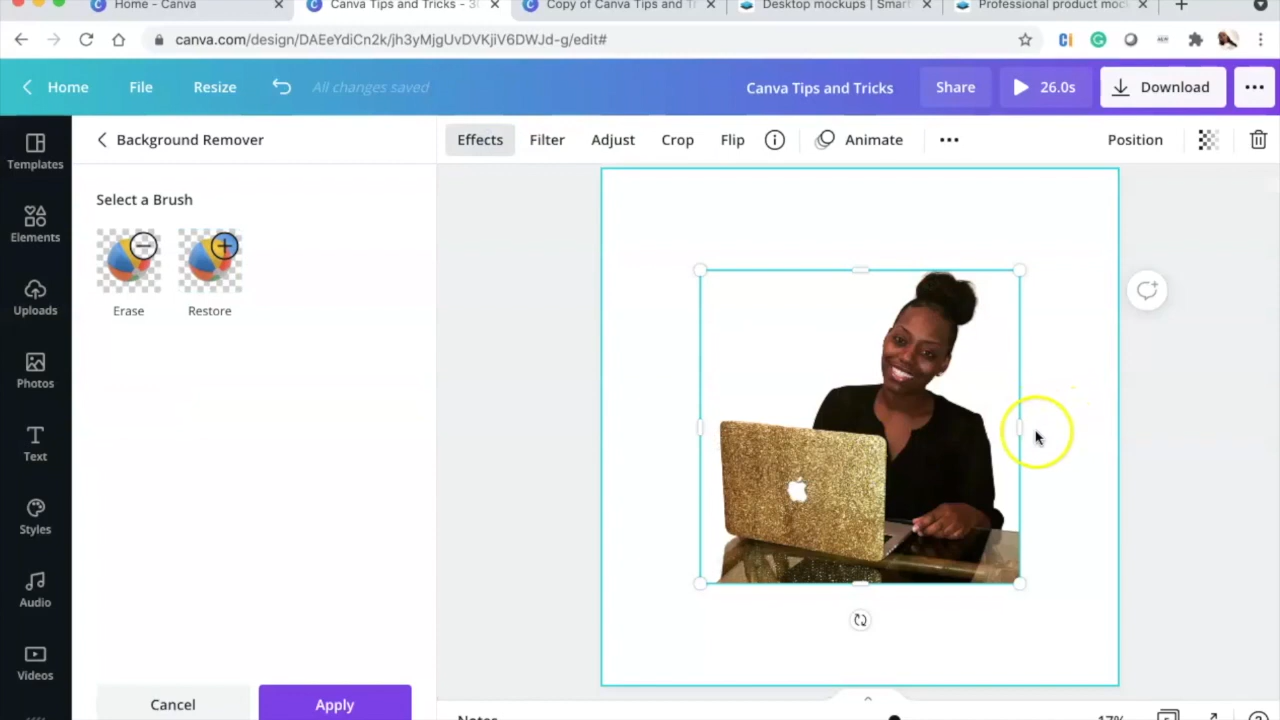 Home - Canva
Canva Tips and Tricks - 30
Copy of Canva Tips and Tr
Desktop mockups | Smart
Professional product mock
canva.com/design/DAEeYdiCn2k/jh3yMjgUvDVKjiV6DWJd-g/edit#
Home File Resize All changes saved Canva Tips and Tricks Share 26.0s Download
Background Remover
Effects Filter Adjust Crop Flip Animate Position
Select a Brush
Erase Restore
Templates
Elements
Uploads
Photos
Text
Styles
Audio
Videos
Cancel Apply
Notes 17%